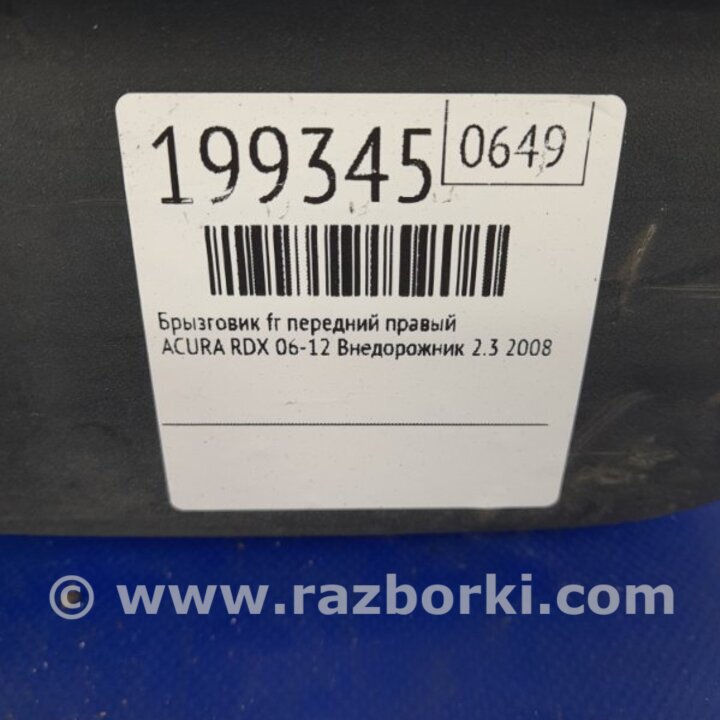 199345
0649
Брызговик fr передний правый
ACURA RDX 06-12 Внедорожник 2.3 2008
© www.razborki.com